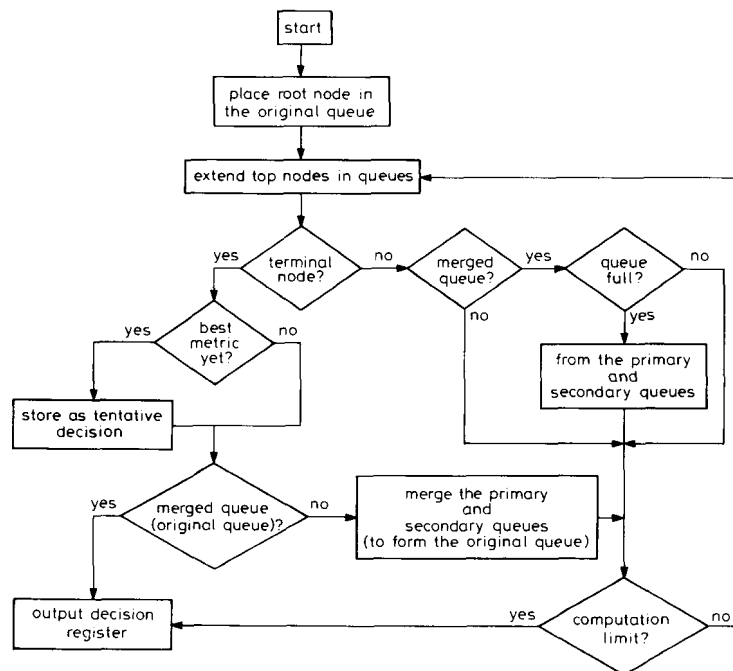 start
place root node in
the original queue
extend top nodes in queues
yes
terminal
node?
no
merged
queue?
yes
queue
full?
no
yes
best
metric
yet?
no
no
yes
from the primary
and
secondary queues
store as tentative
decision
yes
merged queue
(original queue)?
no
merge the primary
and
secondary queues
(to form the original queue)
output decision
register
yes
computation
limit?
no